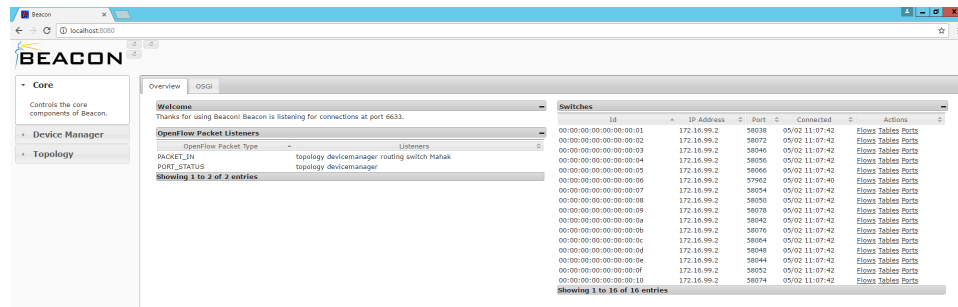 Beacon
localhost:8080
BEACON
Core
Controls the core
components of Beacon.
Device Manager
Topology
Overview
OSGi
Welcome
Thanks for using Beacon! Beacon is listening for connections at port 6633.
OpenFlow Packet Listeners
OpenFlow Packet Type Listeners
PACKET_IN topology devicemanager routing switch Mahak
PORT_STATUS topology devicemanager
Showing 1 to 2 of 2 entries
Switches
Id IP Address Port Connected Actions
00:00:00:00:00:00:00:01 172.16.99.2 58038 05/02 11:07:42 Flows Tables Ports
00:00:00:00:00:00:00:02 172.16.99.2 58072 05/02 11:07:42 Flows Tables Ports
00:00:00:00:00:00:00:03 172.16.99.2 58046 05/02 11:07:42 Flows Tables Ports
00:00:00:00:00:00:00:04 172.16.99.2 58056 05/02 11:07:42 Flows Tables Ports
00:00:00:00:00:00:00:05 172.16.99.2 58066 05/02 11:07:42 Flows Tables Ports
00:00:00:00:00:00:00:06 172.16.99.2 57962 05/02 11:07:40 Flows Tables Ports
00:00:00:00:00:00:00:07 172.16.99.2 58054 05/02 11:07:42 Flows Tables Ports
00:00:00:00:00:00:00:08 172.16.99.2 58050 05/02 11:07:42 Flows Tables Ports
00:00:00:00:00:00:00:09 172.16.99.2 58078 05/02 11:07:42 Flows Tables Ports
00:00:00:00:00:00:00:0a 172.16.99.2 58042 05/02 11:07:42 Flows Tables Ports
00:00:00:00:00:00:00:0b 172.16.99.2 58076 05/02 11:07:42 Flows Tables Ports
00:00:00:00:00:00:00:0c 172.16.99.2 58064 05/02 11:07:42 Flows Tables Ports
00:00:00:00:00:00:00:0d 172.16.99.2 58048 05/02 11:07:42 Flows Tables Ports
00:00:00:00:00:00:00:0e 172.16.99.2 58044 05/02 11:07:42 Flows Tables Ports
00:00:00:00:00:00:00:0f 172.16.99.2 58052 05/02 11:07:42 Flows Tables Ports
00:00:00:00:00:00:00:10 172.16.99.2 58074 05/02 11:07:42 Flows Tables Ports
Showing 1 to 16 of 16 entries